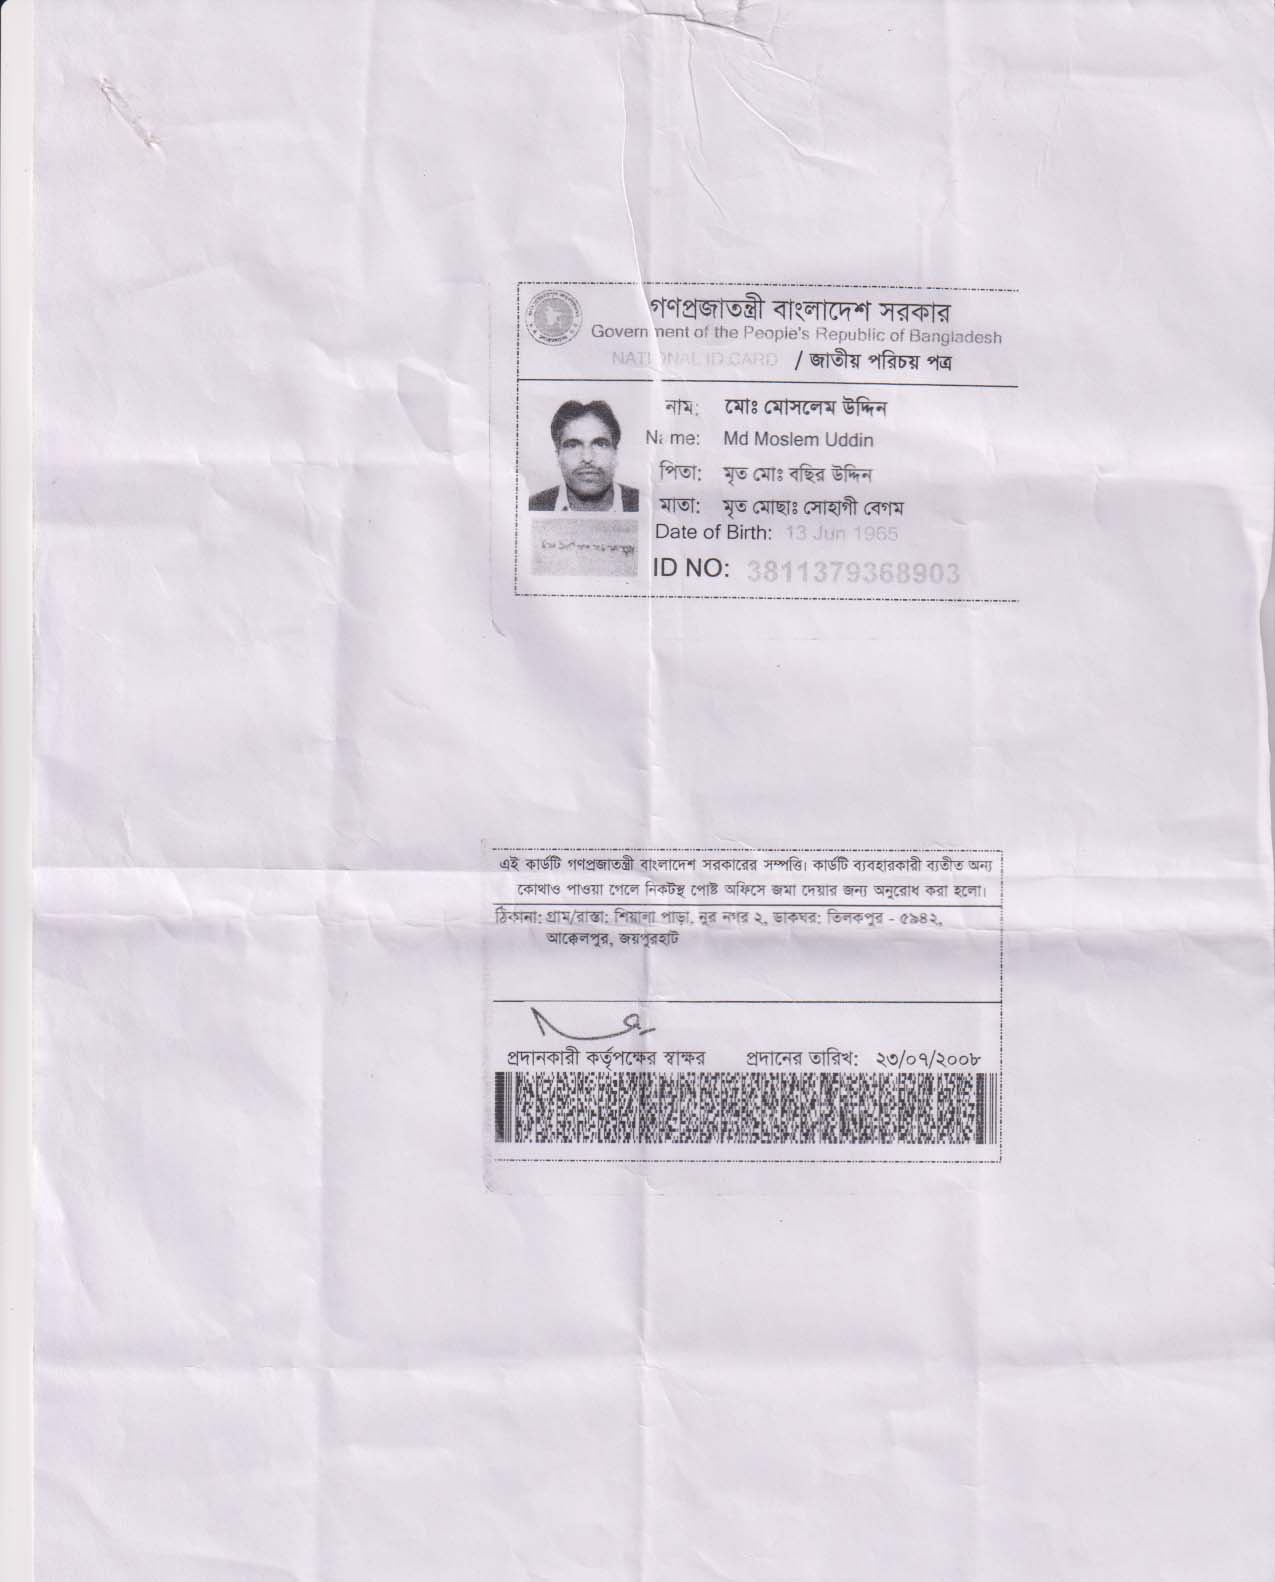 গণপ্রজাতন্ত্রী বাংলাদেশ সরকার
Government of the People's Republic of Bangladesh
NATIONAL ID CARD / জাতীয় পরিচয় পত্র
নাম: মোঃ মোসলেম উদ্দিন
Name: Md Moslem Uddin
পিতা: মৃত মোঃ বছির উদ্দিন
মাতা: মৃত মোছাঃ সোহাগী বেগম
Date of Birth: 13 Jun 1965
ID NO: 3811379368903
এই কার্ডটি গণপ্রজাতন্ত্রী বাংলাদেশ সরকারের সম্পত্তি। কার্ডটি ব্যবহারকারী ব্যতীত অন্য
কোথাও পাওয়া গেলে নিকটস্থ পোষ্ট অফিসে জমা দেয়ার জন্য অনুরোধ করা হলো।
ঠিকানা: গ্রাম/রাস্তা: শিয়ালা পাড়া, নুর নগর ২, ডাকঘর: তিলকপুর - ৫৯৪২,
আক্কেলপুর, জয়পুরহাট
প্রদানকারী কর্তৃপক্ষের স্বাক্ষর প্রদানের তারিখ: ২৩/০৭/২০০৮